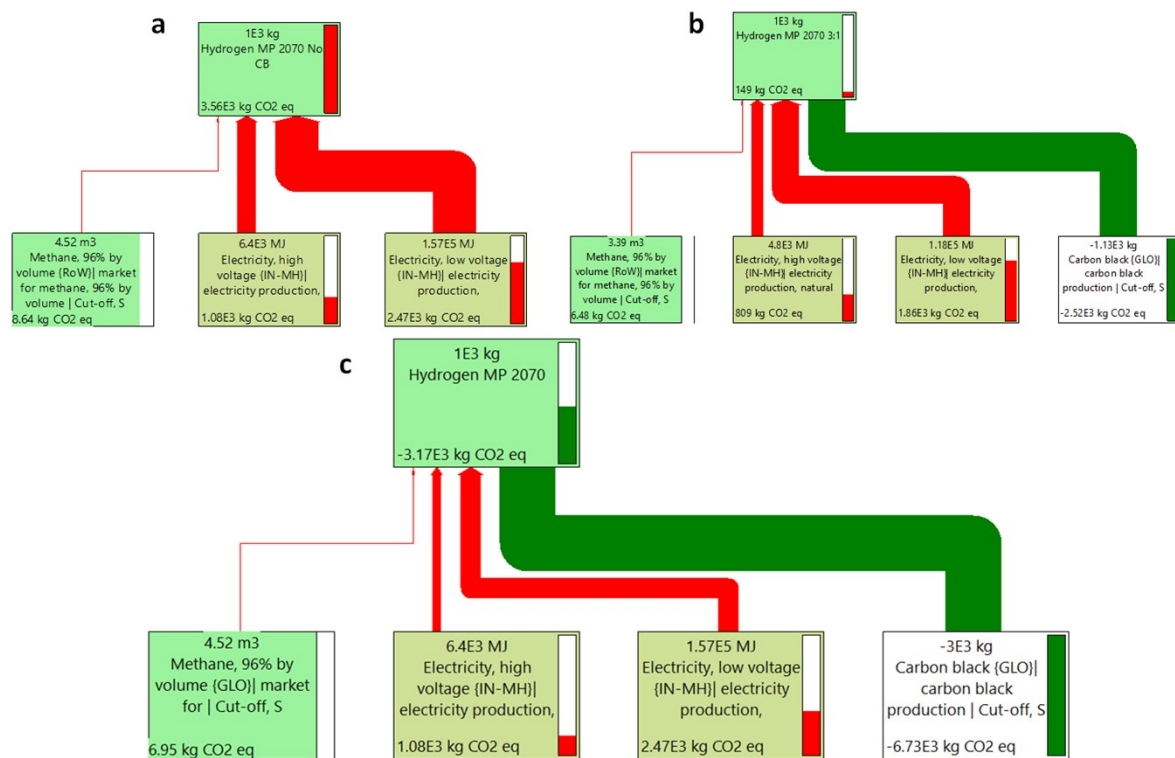 a
1E3 kg
Hydrogen MP 2070 No
CB
3.56E3 kg CO2 eq
4.52 m3
Methane, 96% by
volume {RoW}| market
for methane, 96% by
volume | Cut-off, S
8.64 kg CO2 eq
6.4E3 MJ
Electricity, high
voltage {IN-MH}|
electricity production,
1.08E3 kg CO2 eq
1.57E5 MJ
Electricity, low voltage
{IN-MH}| electricity
production,
2.47E3 kg CO2 eq
b
1E3 kg
Hydrogen MP 2070 3:1
149 kg CO2 eq
3.39 m3
Methane, 96% by
volume {RoW}| market
for methane, 96% by
volume | Cut-off, S
6.48 kg CO2 eq
4.8E3 MJ
Electricity, high
voltage {IN-MH}|
electricity
production, natural
809 kg CO2 eq
1.18E5 MJ
Electricity, low voltage
{IN-MH}| electricity
production,
1.86E3 kg CO2 eq
-1.13E3 kg
Carbon black {GLO}|
carbon black
production | Cut-off, S
-2.52E3 kg CO2 eq
c
1E3 kg
Hydrogen MP 2070
-3.17E3 kg CO2 eq
4.52 m3
Methane, 96% by
volume {GLO}| market
for | Cut-off, S
6.95 kg CO2 eq
6.4E3 MJ
Electricity, high
voltage {IN-MH}|
electricity production,
1.08E3 kg CO2 eq
1.57E5 MJ
Electricity, low voltage
{IN-MH}| electricity
production,
2.47E3 kg CO2 eq
-3E3 kg
Carbon black {GLO}|
carbon black
production | Cut-off, S
-6.73E3 kg CO2 eq